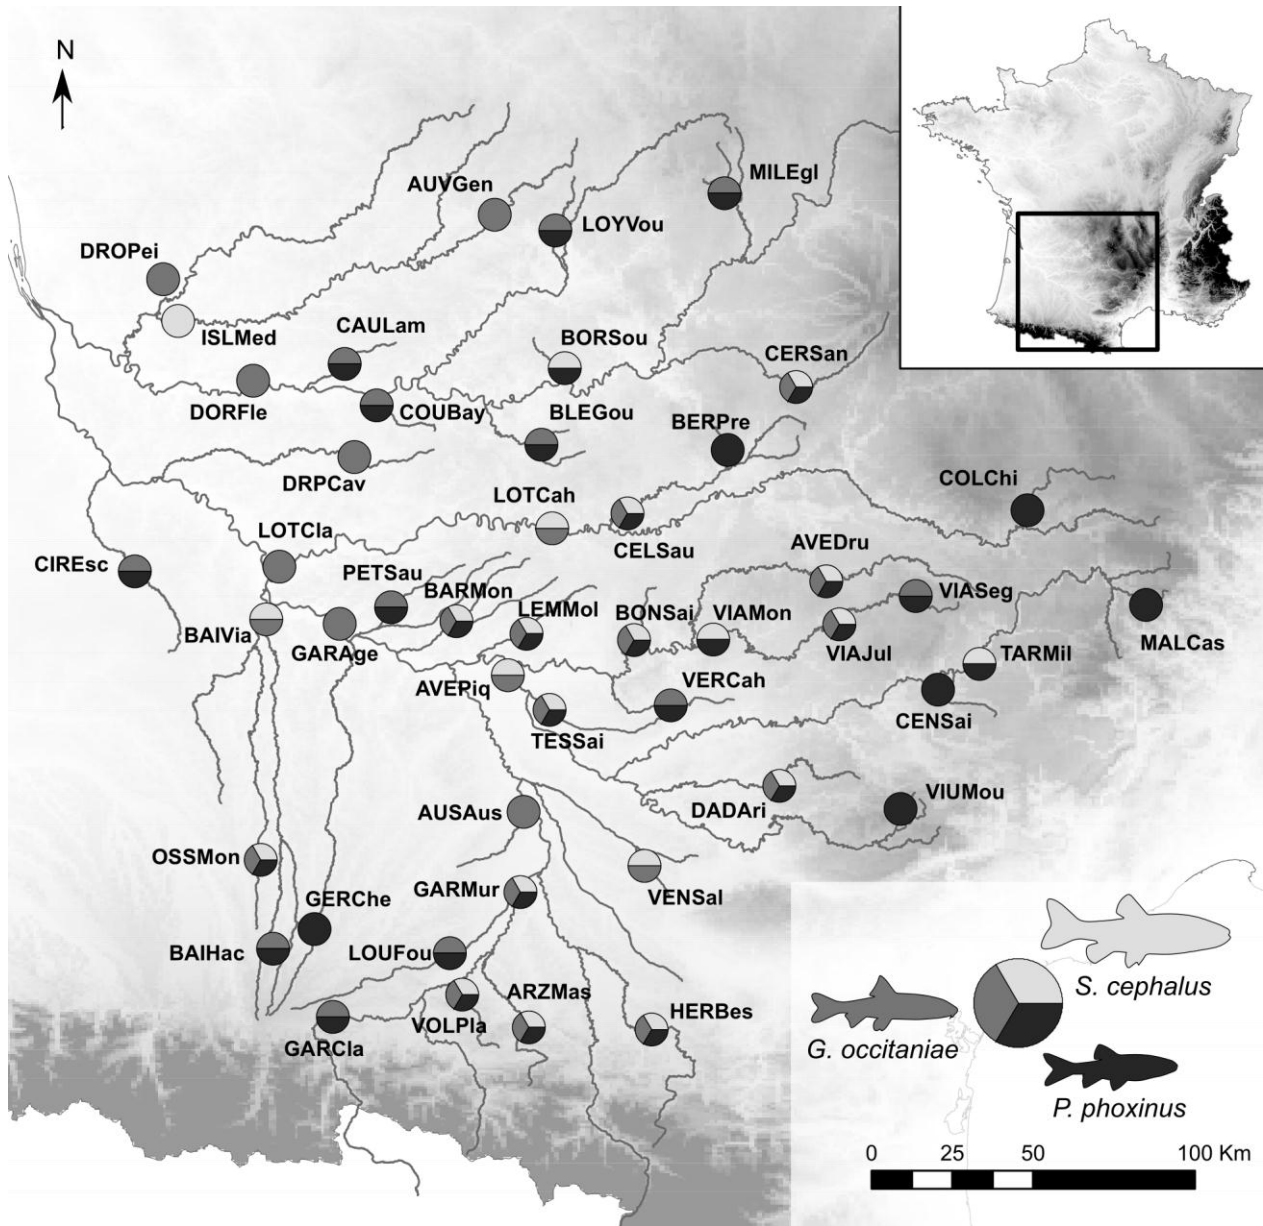 N
AUVGen
MILEgl
LOYVou
DROPei
ISLMed
CAULam
BORSou
CERSan
DORFle
COUBay
BLEGou
BERPre
DRPCav
LOTCah
COLChi
LOTCla
CELSau
AVEDru
CIREsc
PETSau
BARMon
LEMMol
BONSai
VIAMon
VIASeg
BAIVia
GARAge
VIAJul
TARMil
MALCas
AVEPiq
VERCah
CENSai
TESSai
DADAri
VIUMou
AUSAus
OSSMon
GARMur
VENSal
GERChe
BAIHac
LOUFou
ARZMas
HERBes
VOLPla
GARCla
S. cephalus
G. occitaniae
P. phoxinus
0 25 50 100 Km